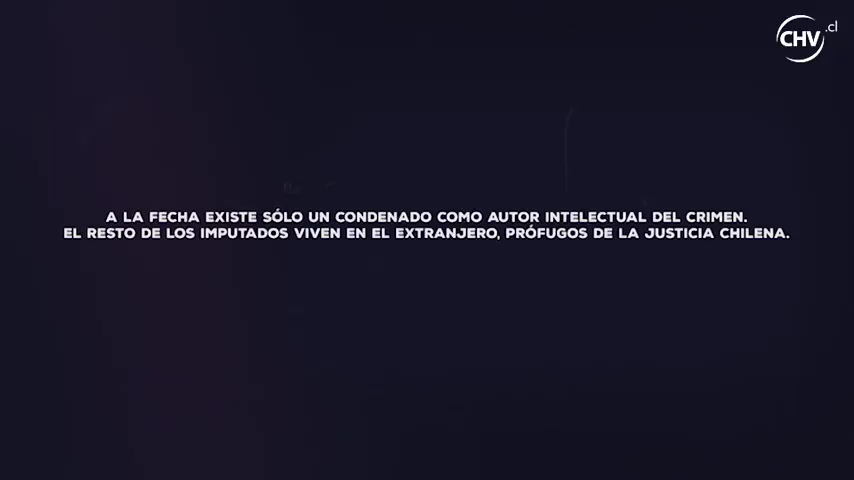 CHV.cl
A LA FECHA EXISTE SÓLO UN CONDENADO COMO AUTOR INTELECTUAL DEL CRIMEN.
EL RESTO DE LOS IMPUTADOS VIVEN EN EL EXTRANJERO, PRÓFUGOS DE LA JUSTICIA CHILENA.